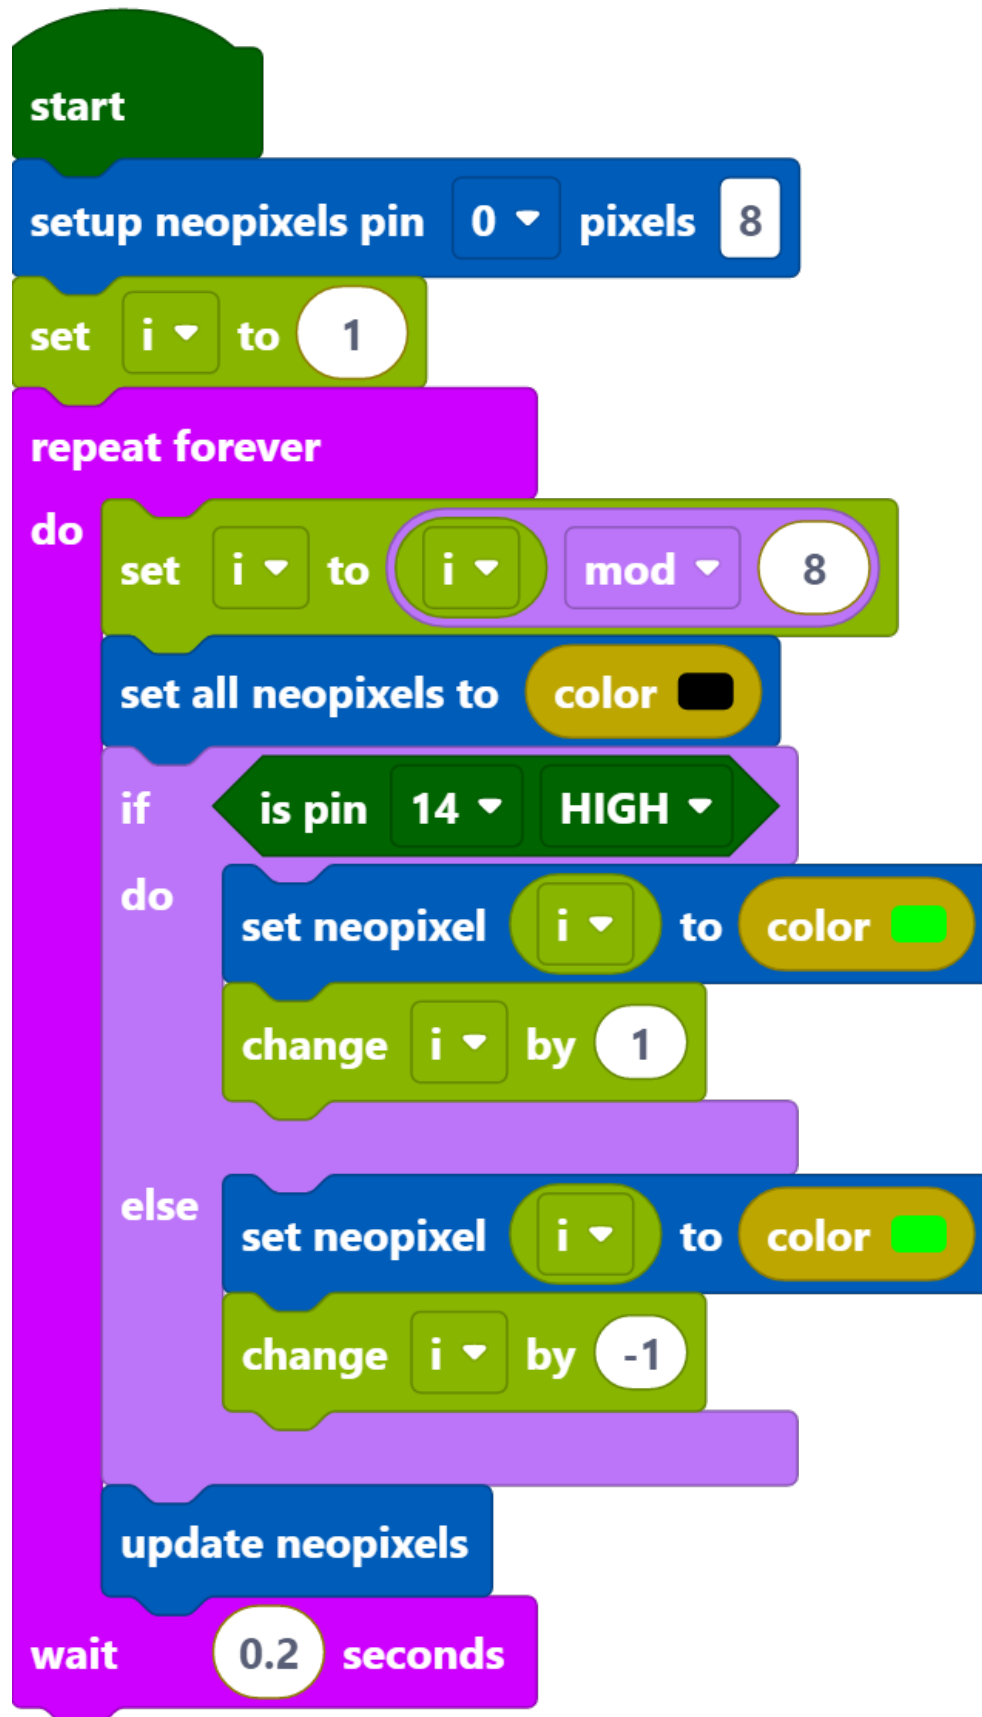 start
setup neopixels pin 0 pixels 8
set i to 1
repeat forever
do
set i to i mod 8
set all neopixels to color
if is pin 14 HIGH
do
set neopixel i to color
change i by 1
else
set neopixel i to color
change i by -1
update neopixels
wait 0.2 seconds